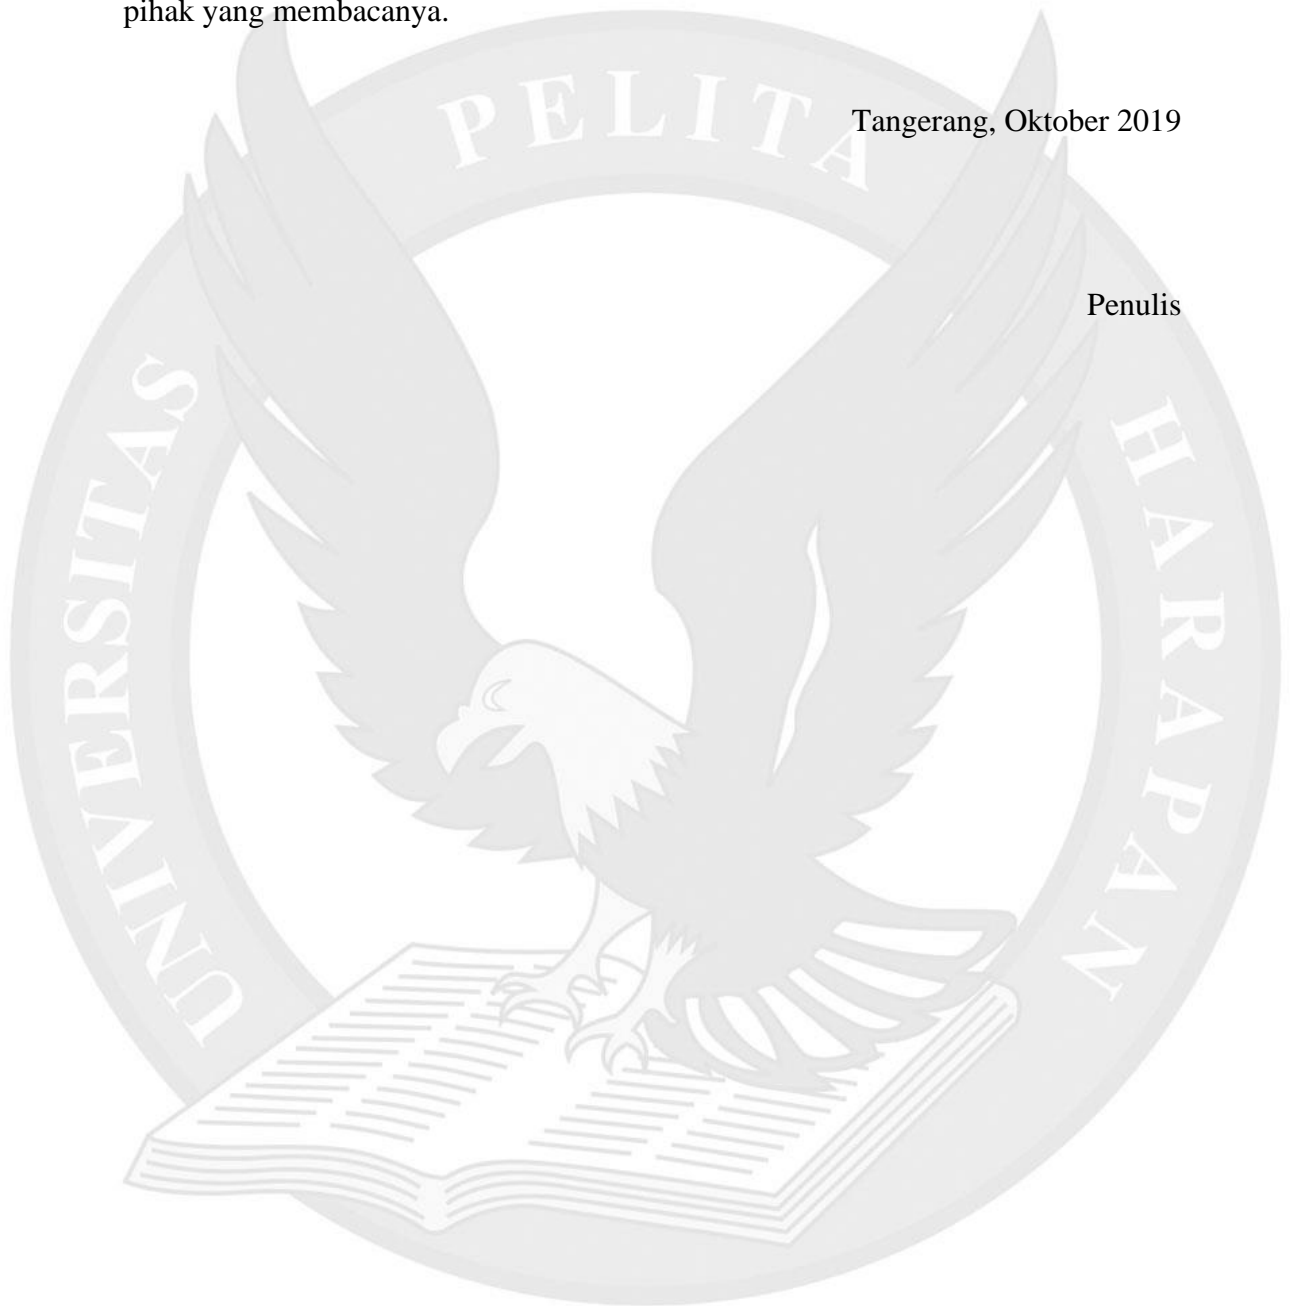 pihak yang membacanya.
PELITA
Tangerang, Oktober 2019
Penulis
UNIVERSITAS
HARAPAN